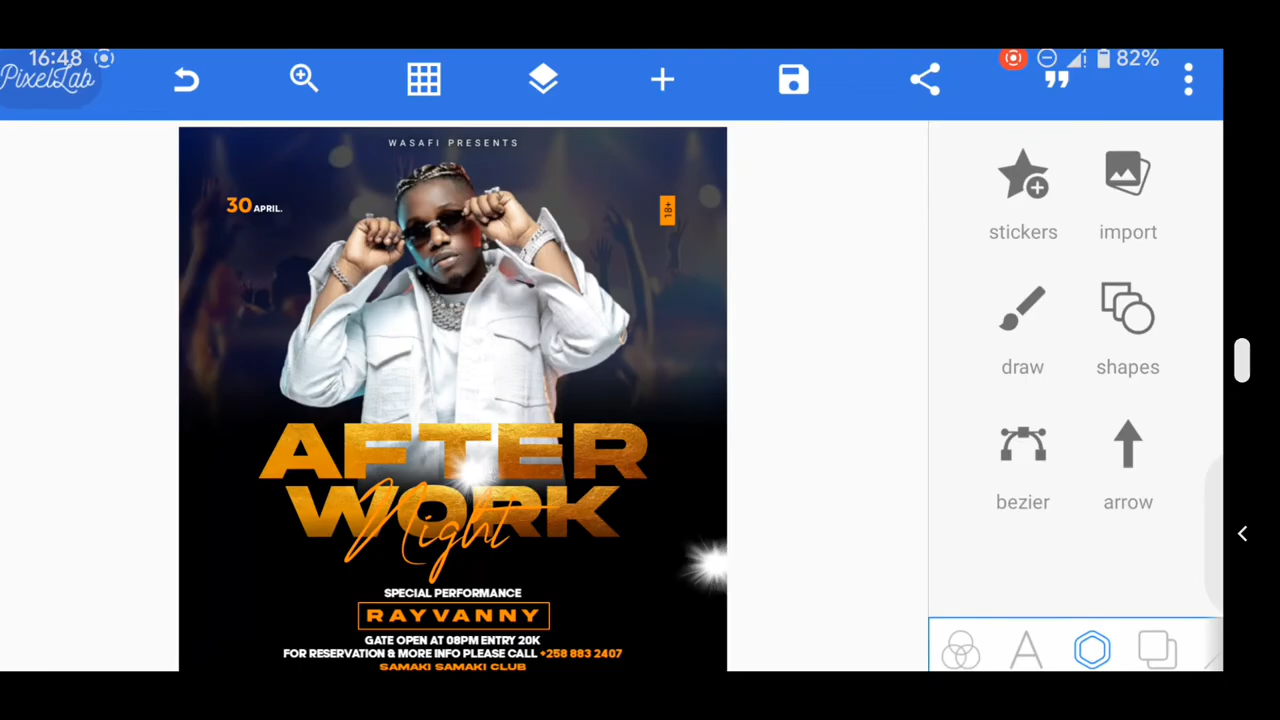 16:48
82%
PixelLab
WASAFI PRESENTS
30 APRIL.
18+
AFTER
WORK
Night
SPECIAL PERFORMANCE
RAYVANNY
GATE OPEN AT 08PM ENTRY 20K
FOR RESERVATION & MORE INFO PLEASE CALL +258 883 2407
SAMAKI SAMAKI CLUB
stickers
import
draw
shapes
bezier
arrow